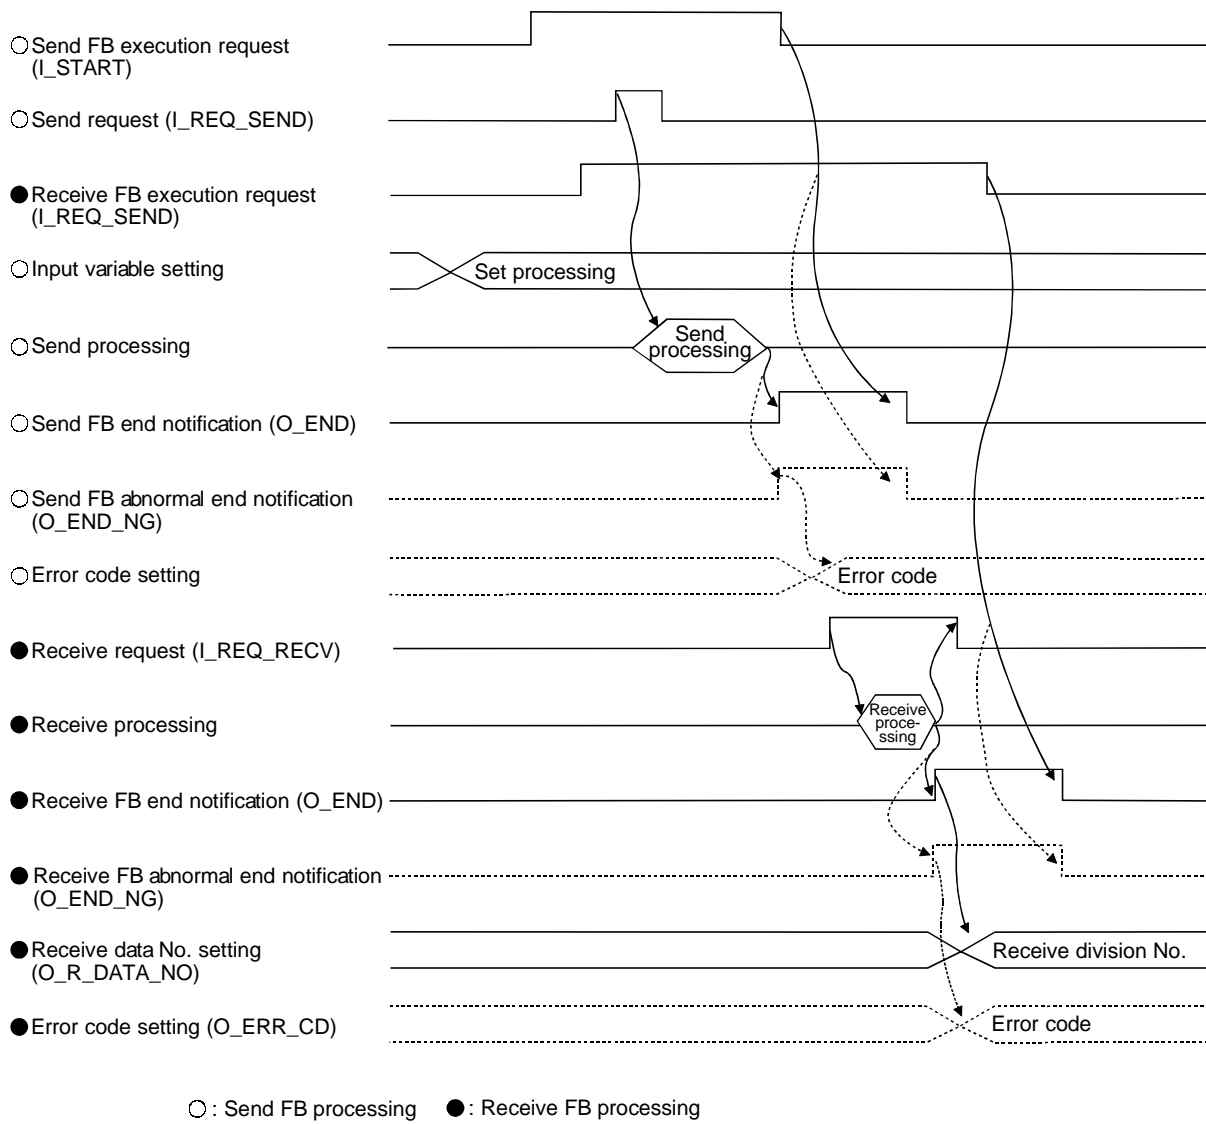 Send FB execution request
(I_START)
Send request (I_REQ_SEND)
Receive FB execution request
(I_REQ_SEND)
Input variable setting
Set processing
Send processing
Send
processing
Send FB end notification (O_END)
Send FB abnormal end notification
(O_END_NG)
Error code setting
Error code
Receive request (I_REQ_RECV)
Receive processing
Receive
proce-
ssing
Receive FB end notification (O_END)
Receive FB abnormal end notification
(O_END_NG)
Receive data No. setting
(O_R_DATA_NO)
Receive division No.
Error code setting (O_ERR_CD)
Error code
○ : Send FB processing ● : Receive FB processing